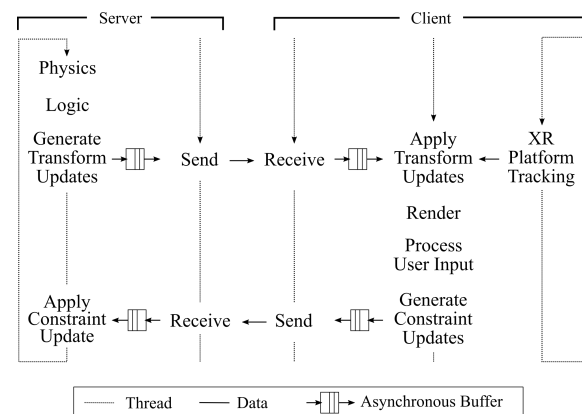 Server
Client
Physics
Logic
Generate
Transform
Updates
Send
Receive
Apply
Transform
Updates
XR
Platform
Tracking
Render
Process
User Input
Apply
Constraint
Update
Receive
Send
Generate
Constraint
Updates
Thread
Data
Asynchronous Buffer